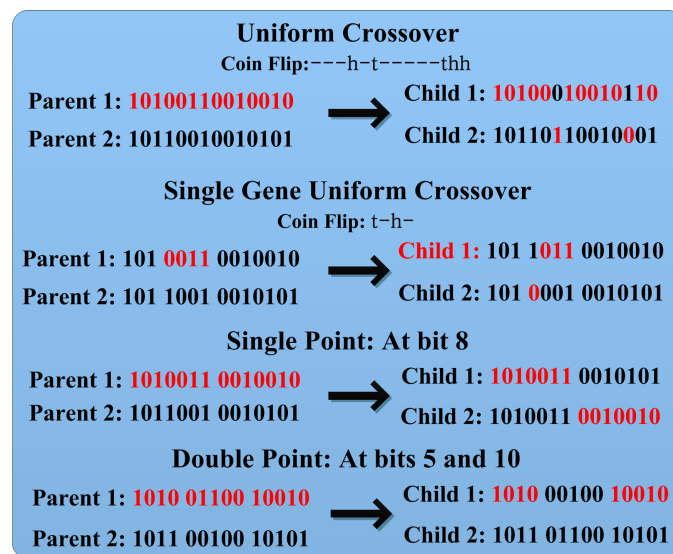 Uniform Crossover
Coin Flip:---h-t-----thh
Parent 1: 10100110010010
Child 1: 10100010010110
Parent 2: 10110010010101
Child 2: 10110110010001
Single Gene Uniform Crossover
Coin Flip: t-h-
Parent 1: 101 0011 0010010
Child 1: 101 1011 0010010
Parent 2: 101 1001 0010101
Child 2: 101 0001 0010101
Single Point: At bit 8
Parent 1: 1010011 0010010
Child 1: 1010011 0010101
Parent 2: 1011001 0010101
Child 2: 1010011 0010010
Double Point: At bits 5 and 10
Parent 1: 1010 01100 10010
Child 1: 1010 00100 10010
Parent 2: 1011 00100 10101
Child 2: 1011 01100 10101